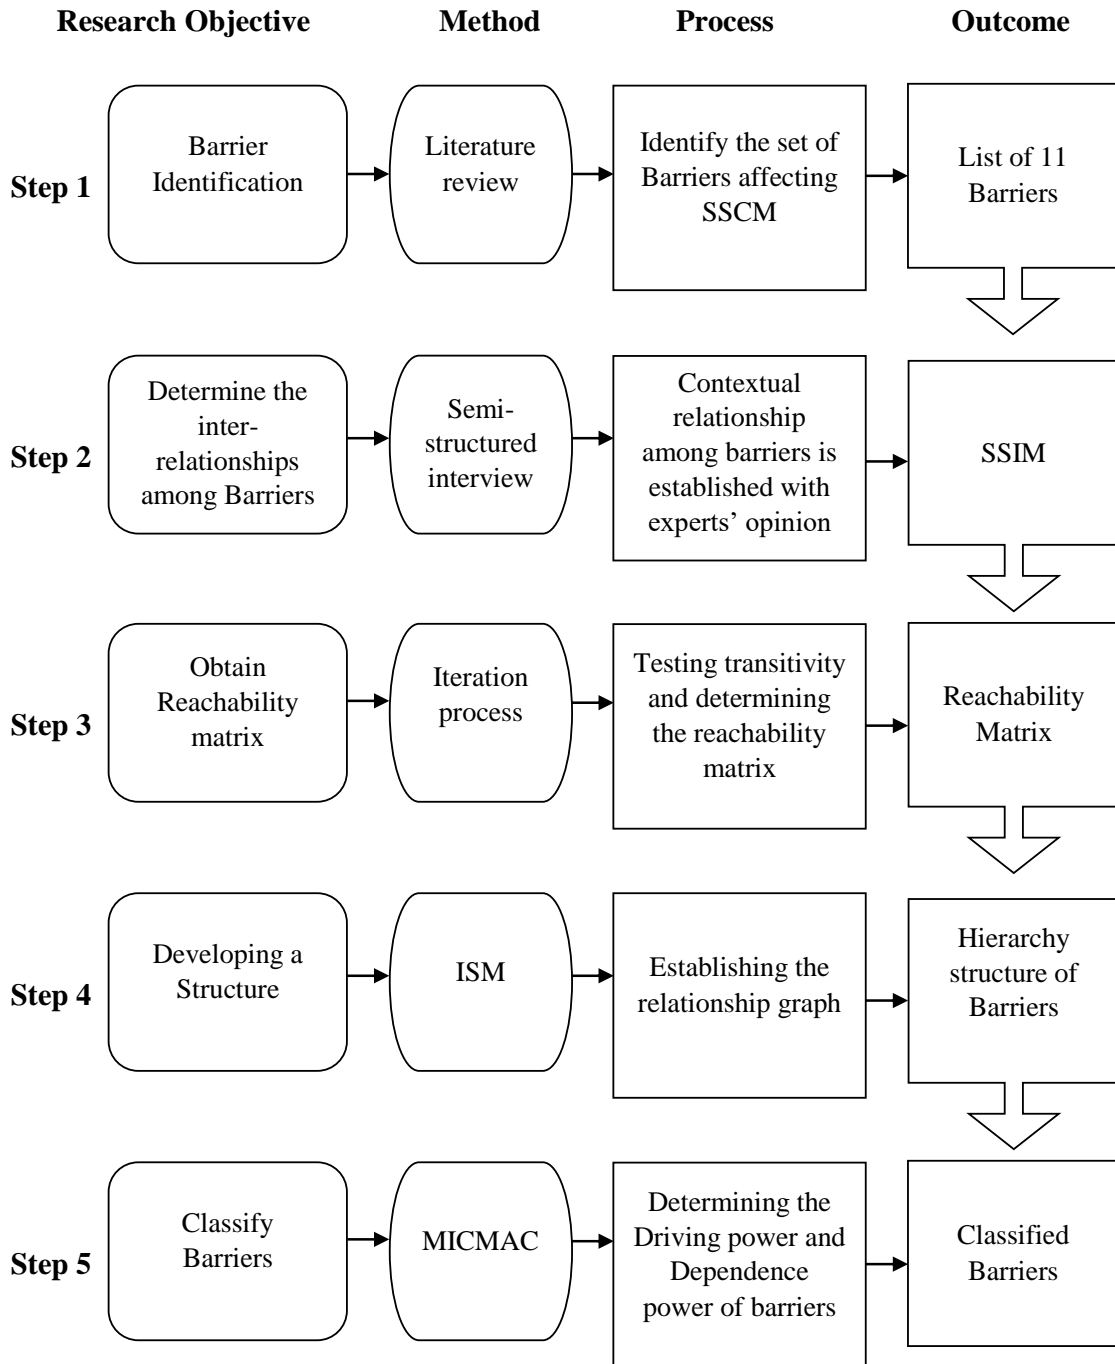 Research Objective
Method
Process
Outcome
Step 1
Barrier
Identification
Literature
review
Identify the set of
Barriers affecting
SSCM
List of 11
Barriers
Step 2
Determine the
inter-
relationships
among Barriers
Semi-
structured
interview
Contextual
relationship
among barriers is
established with
experts’ opinion
SSIM
Step 3
Obtain
Reachability
matrix
Iteration
process
Testing transitivity
and determining
the reachability
matrix
Reachability
Matrix
Step 4
Developing a
Structure
ISM
Establishing the
relationship graph
Hierarchy
structure of
Barriers
Step 5
Classify
Barriers
MICMAC
Determining the
Driving power and
Dependence
power of barriers
Classified
Barriers